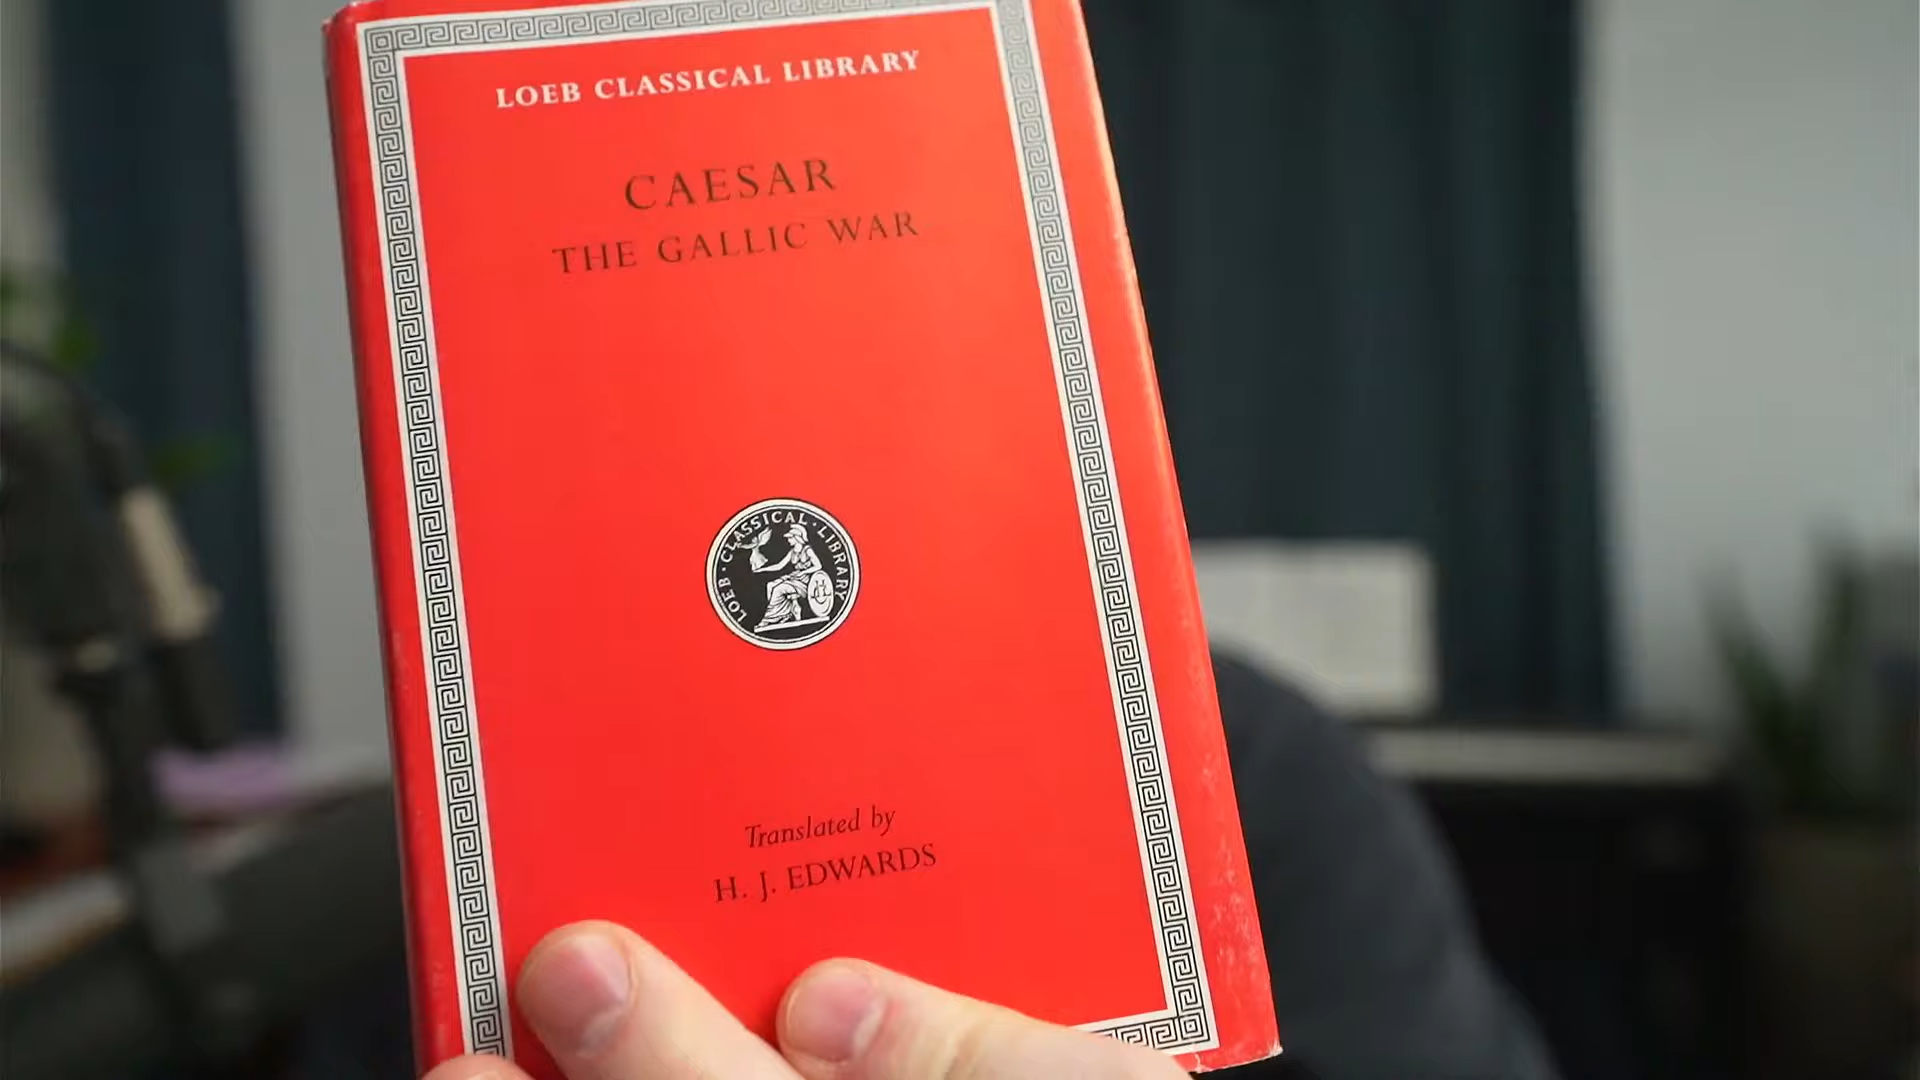 LOEB CLASSICAL LIBRARY
CAESAR
THE GALLIC WAR
LOEB · CLASSICAL · LIBRARY
Translated by
H. J. EDWARDS